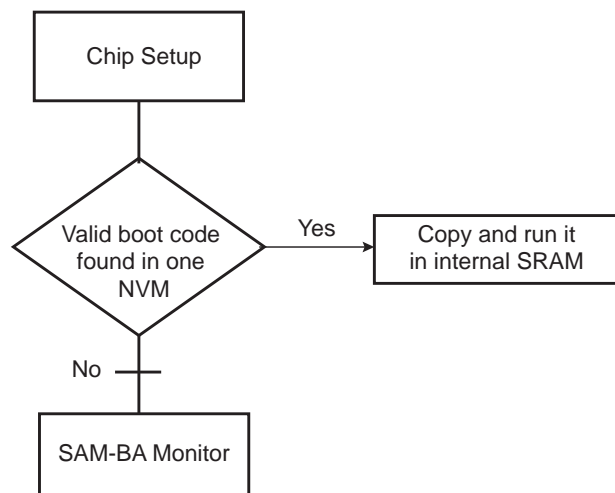 Chip Setup
Valid boot code
found in one
NVM
Yes
Copy and run it
in internal SRAM
No
SAM-BA Monitor